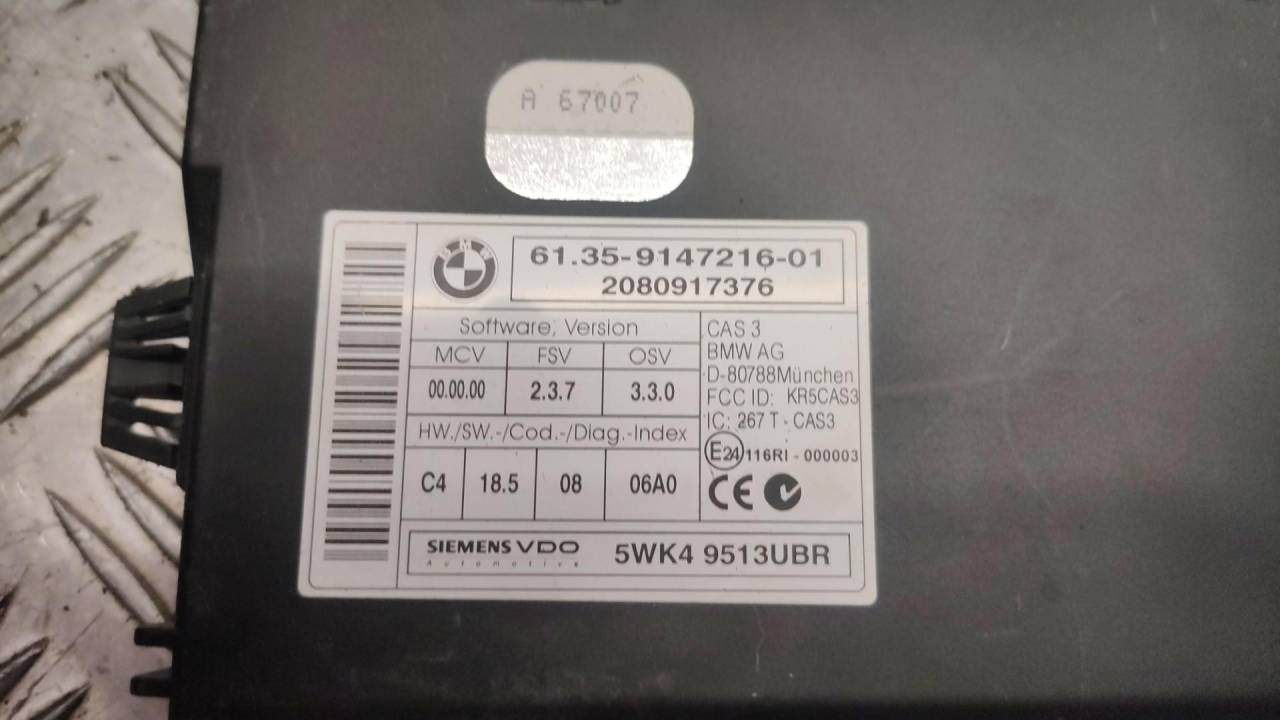 A 67007
BMW
61.35-9147216-01
2080917376
Software, Version
MCV FSV OSV
00.00.00 2.3.7 3.3.0
HW./SW.-/Cod.-/Diag.-Index
C4 18.5 08 06A0
CAS 3
BMW AG
D-80788München
FCC ID: KR5CAS3
IC: 267 T - CAS3
E24 116RI - 000003
CE
SIEMENS VDO
Automotive
5WK4 9513UBR